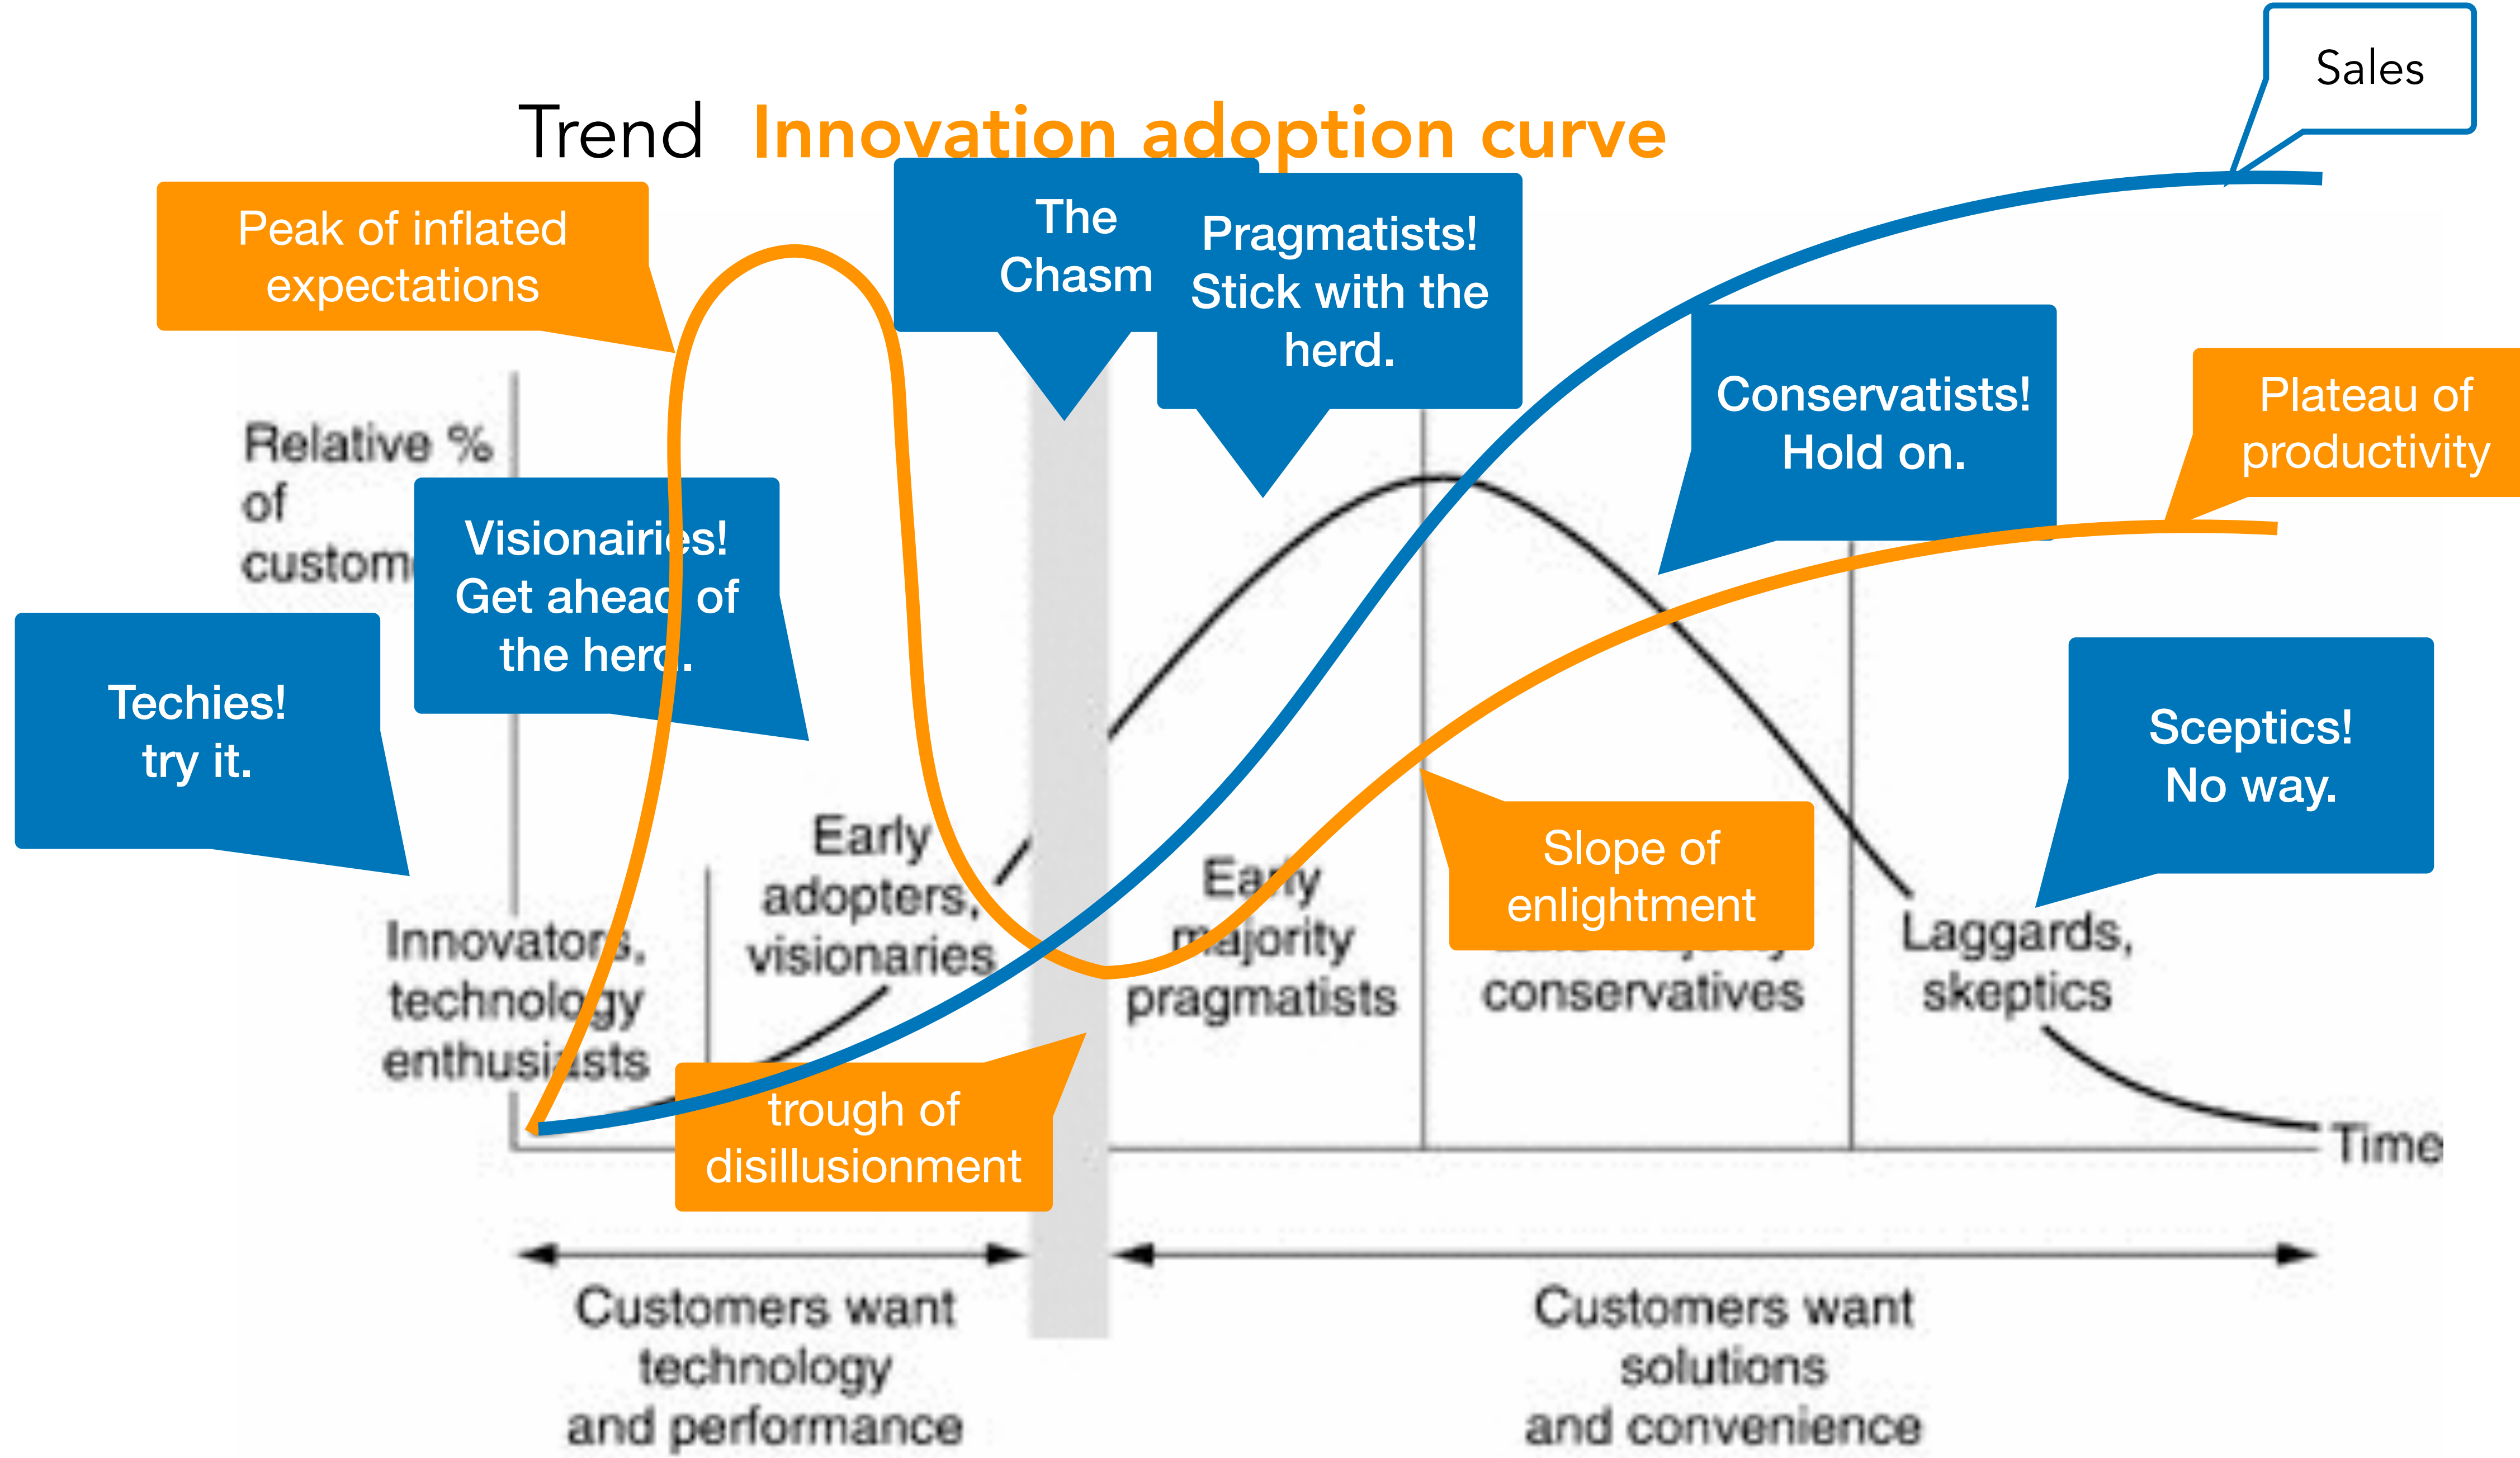 Sales
Trend Innovation adoption curve
Peak of inflated
expectations
The
Chasm
Pragmatists!
Stick with the
herd.
Conservatists!
Hold on.
Plateau of
productivity
Relative %
of
custom
Visionairies!
Get ahead of
the herd.
Techies!
try it.
Sceptics!
No way.
Early
adopters,
visionaries
Innovators,
technology
enthusiasts
Early
majority
pragmatists
Slope of
enlightment
conservatives
Laggards,
skeptics
trough of
disillusionment
Time
Customers want
technology
and performance
Customers want
solutions
and convenience